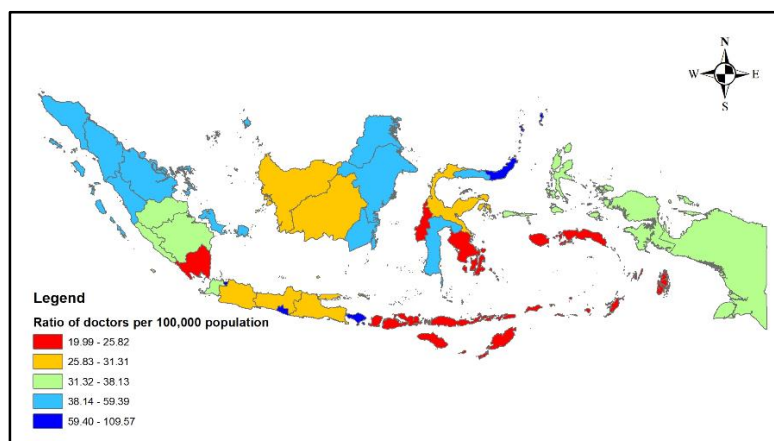 N
W E
S
Legend
Ratio of doctors per 100,000 population
19.99 - 25.82
25.83 - 31.31
31.32 - 38.13
38.14 - 59.39
59.40 - 109.57